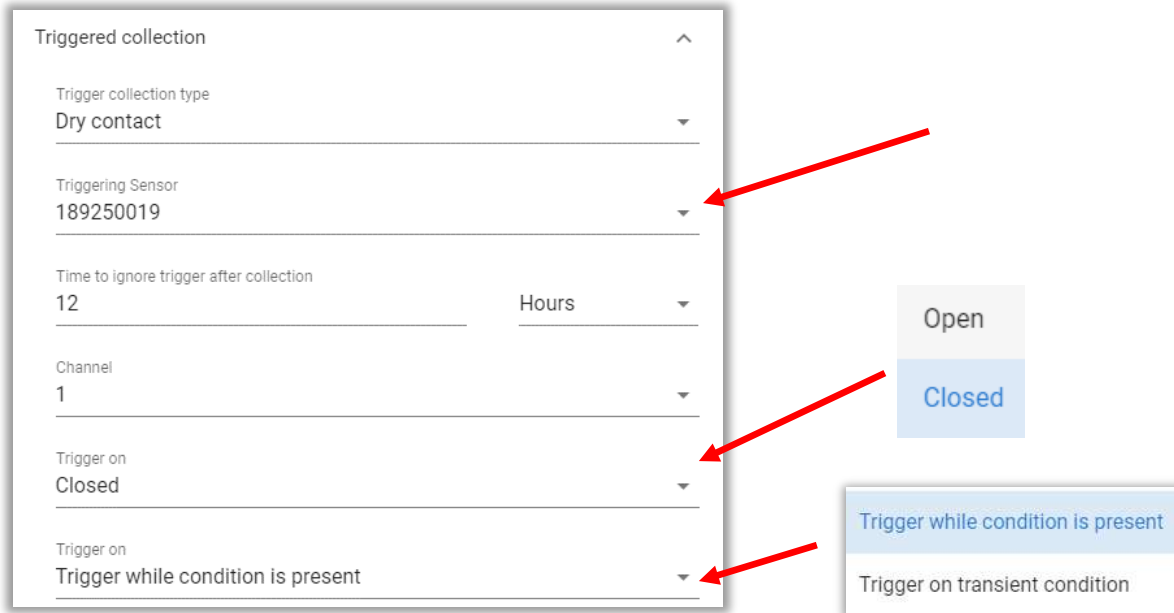 Triggered collection
Trigger collection type
Dry contact
Triggering Sensor
189250019
Time to ignore trigger after collection
12
Hours
Channel
1
Trigger on
Closed
Trigger on
Trigger while condition is present
Open
Closed
Trigger while condition is present
Trigger on transient condition